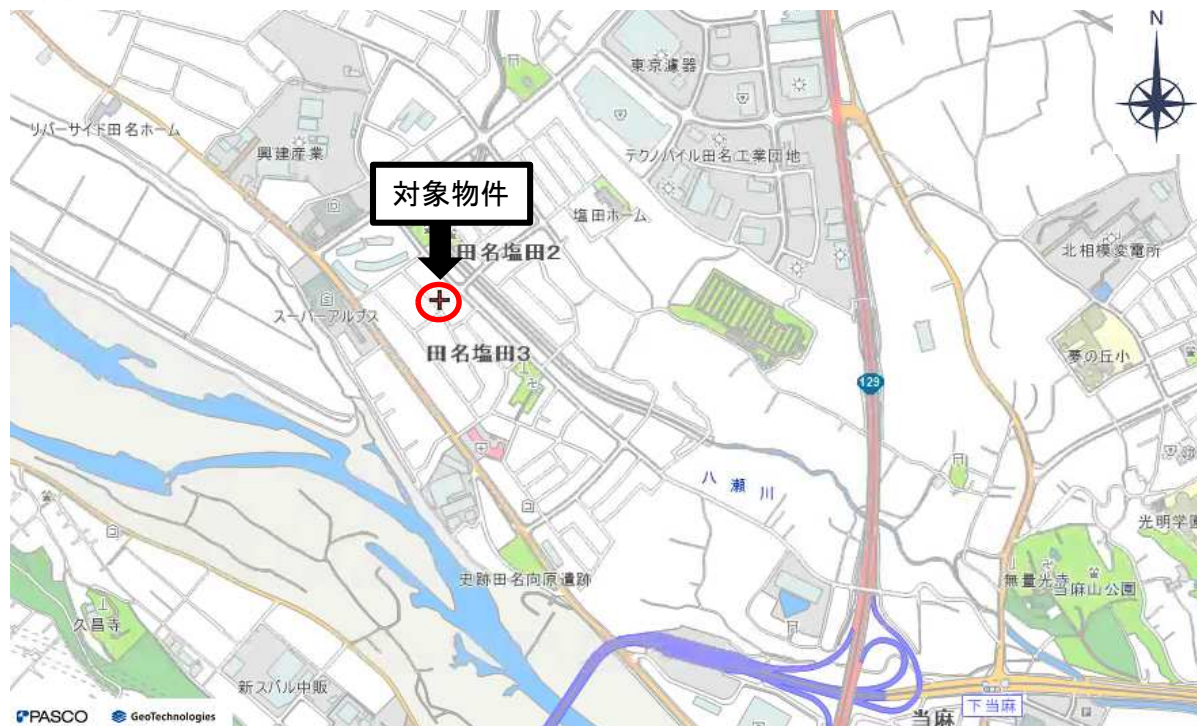 N
東京濾器
リバーサイド田名ホーム
興建産業
テクノパイル田名工業団地
対象物件
塩田ホーム
田名塩田2
北相模変電所
スーパーアルプス
田名塩田3
夢の丘小
129
八瀬川
光明学園
史跡田名向原遺跡
無量光寺
当麻山公園
久昌寺
新スバル中販
下当麻
当麻
PASCO
GeoTechnologies